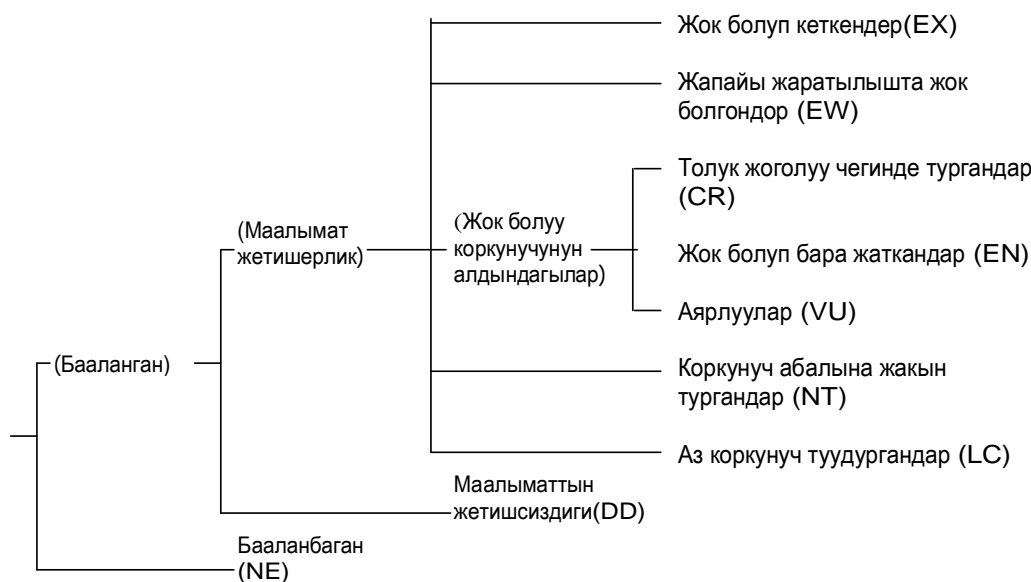 Жок болуп кеткендер(EX)
Жапайы жаратылышта жок
болгондор (EW)
Толук жоголуу чегинде тургандар
(CR)
(Маалымат
жетишерлик)
(Жок болуу
коркунучунун
алдындагылар)
Жок болуп бара жаткандар (EN)
Аярлуулар (VU)
(Бааланган)
Коркунуч абалына жакын
тургандар (NT)
Аз коркунуч туудургандар (LC)
Маалыматтын
жетишсиздиги(DD)
Бааланбаган
(NE)